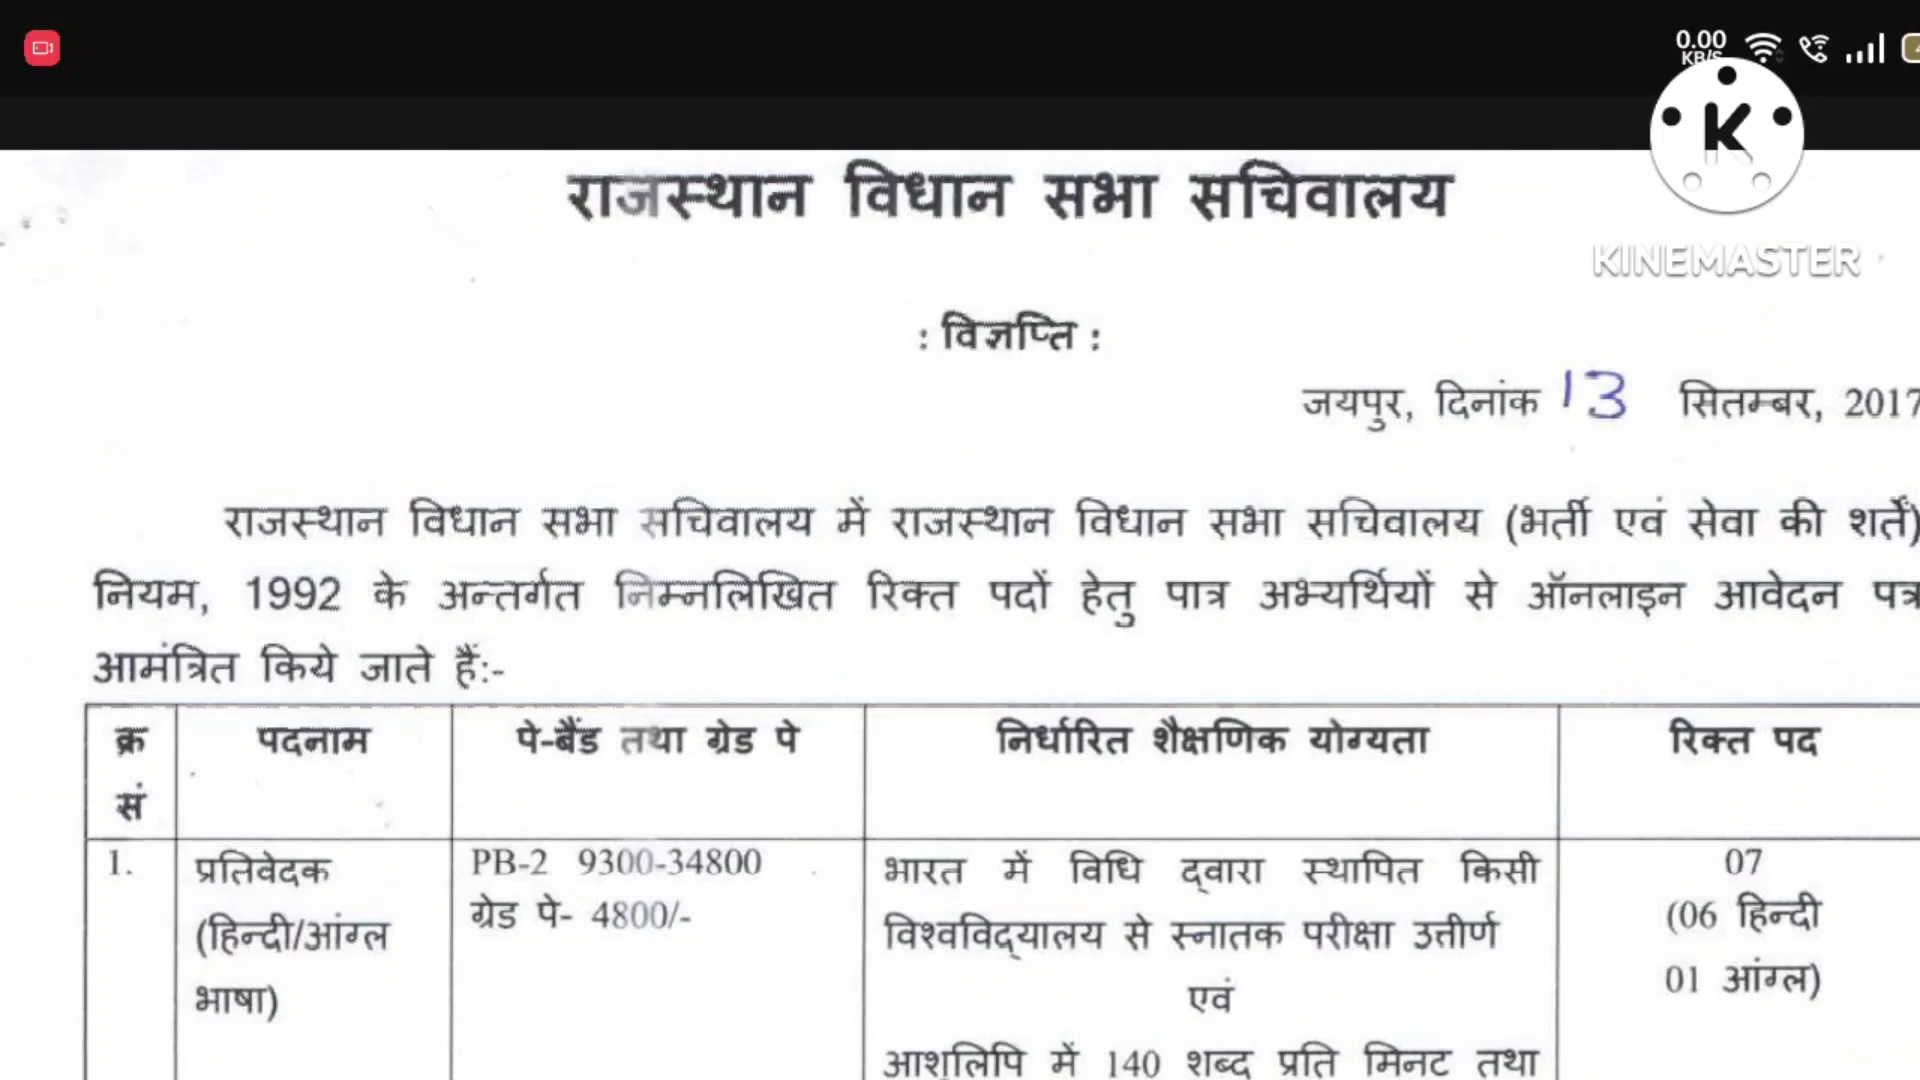 0.00
KB/S
K
KINEMASTER
राजस्थान विधान सभा सचिवालय
: विज्ञप्ति :
जयपुर, दिनांक 13 सितम्बर, 2017
राजस्थान विधान सभा सचिवालय में राजस्थान विधान सभा सचिवालय (भर्ती एवं सेवा की शर्तें)
नियम, 1992 के अन्तर्गत निम्नलिखित रिक्त पदों हेतु पात्र अभ्यर्थियों से ऑनलाइन आवेदन पत्र
आमंत्रित किये जाते हैं:-
क्र सं पदनाम पे-बैंड तथा ग्रेड पे निर्धारित शैक्षणिक योग्यता रिक्त पद
1. प्रतिवेदक PB-2 9300-34800 भारत में विधि द्वारा स्थापित किसी 07
(हिन्दी/आंग्ल ग्रेड पे- 4800/- विश्वविद्यालय से स्नातक परीक्षा उत्तीर्ण (06 हिन्दी
भाषा) एवं 01 आंग्ल)
आशुलिपि में 140 शब्द प्रति मिनट तथा